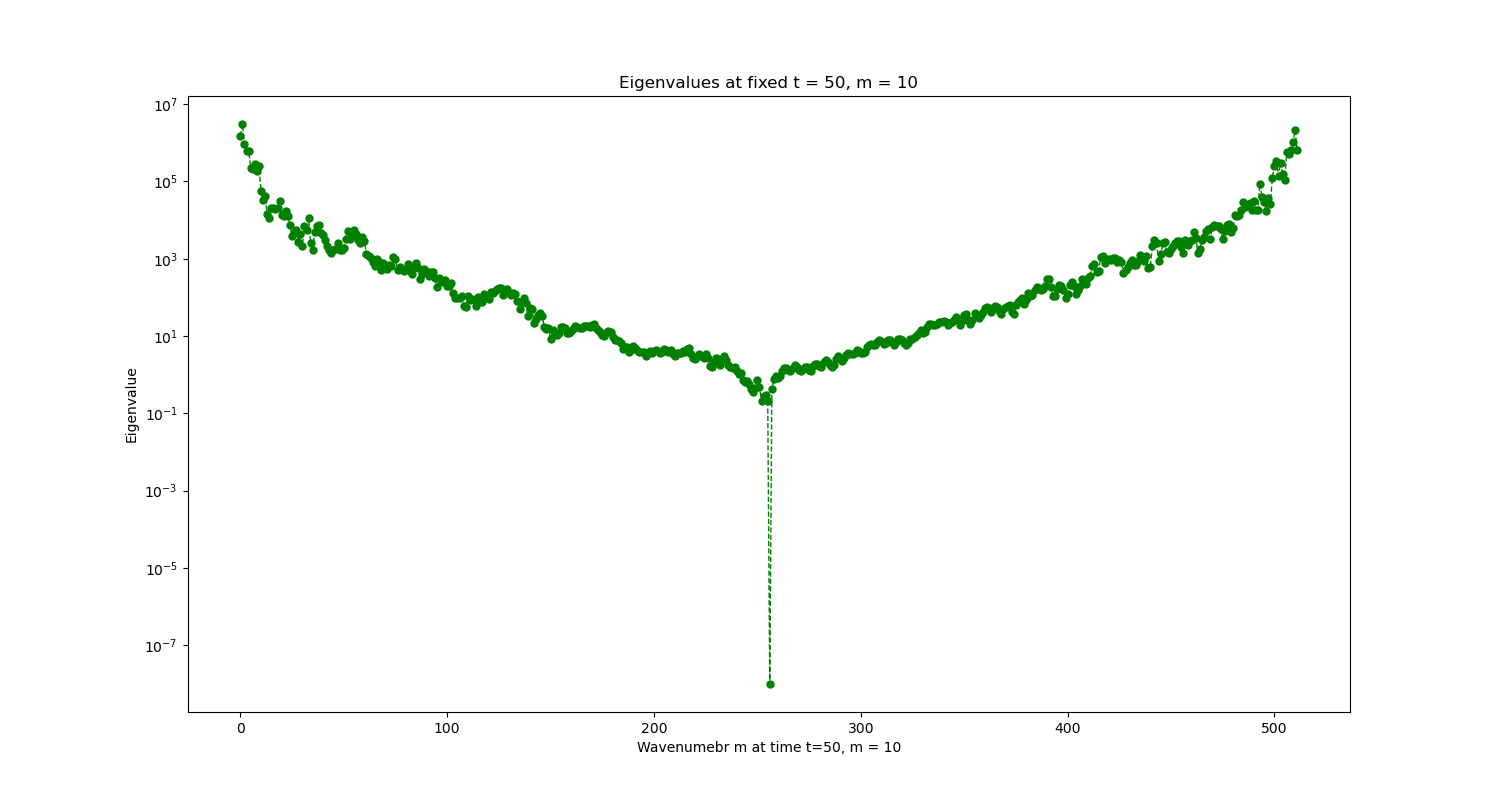 Eigenvalues at fixed t = 50, m = 10
10^7
10^5
10^3
10^1
10^−1
10^−3
10^−5
10^−7
Eigenvalue
0 100 200 300 400 500
Wavenumebr m at time t=50, m = 10